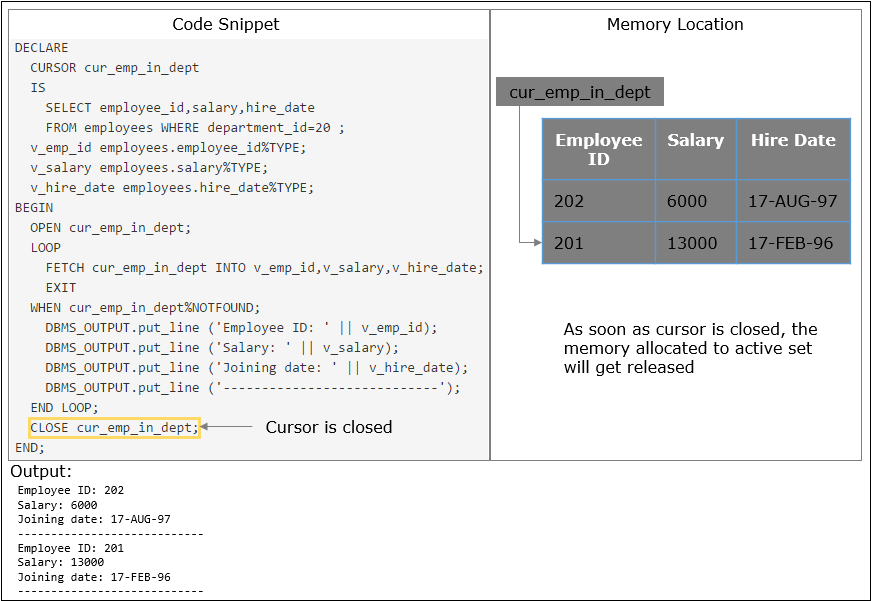 Code Snippet
DECLARE
CURSOR cur_emp_in_dept
IS
SELECT employee_id,salary,hire_date
FROM employees WHERE department_id=20 ;
v_emp_id employees.employee_id%TYPE;
v_salary employees.salary%TYPE;
v_hire_date employees.hire_date%TYPE;
BEGIN
OPEN cur_emp_in_dept;
LOOP
FETCH cur_emp_in_dept INTO v_emp_id,v_salary,v_hire_date;
EXIT
WHEN cur_emp_in_dept%NOTFOUND;
DBMS_OUTPUT.put_line ('Employee ID: ' || v_emp_id);
DBMS_OUTPUT.put_line ('Salary: ' || v_salary);
DBMS_OUTPUT.put_line ('Joining date: ' || v_hire_date);
DBMS_OUTPUT.put_line ('----------------------------');
END LOOP;
CLOSE cur_emp_in_dept;
Cursor is closed
END;
Memory Location
cur_emp_in_dept
Employee ID Salary Hire Date
202 6000 17-AUG-97
201 13000 17-FEB-96
As soon as cursor is closed, the
memory allocated to active set
will get released
Output:
Employee ID: 202
Salary: 6000
Joining date: 17-AUG-97
----------------------------
Employee ID: 201
Salary: 13000
Joining date: 17-FEB-96
----------------------------